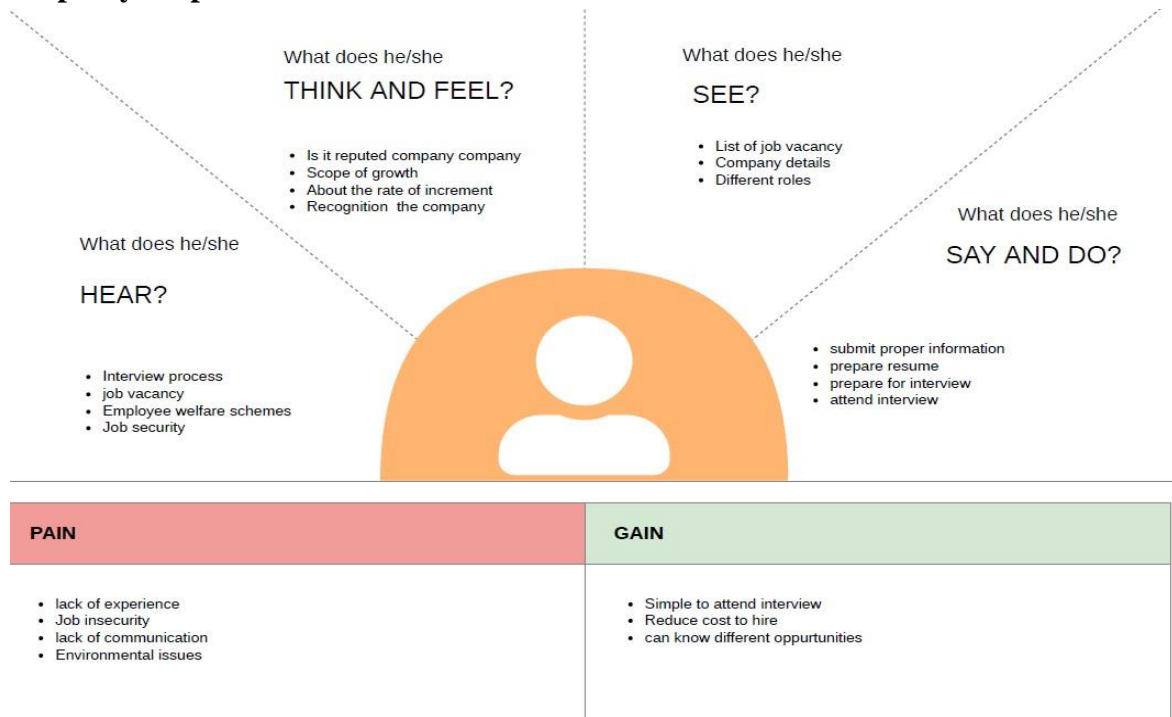 What does he/she
THINK AND FEEL?
• Is it reputed company company
• Scope of growth
• About the rate of increment
• Recognition the company
What does he/she
SEE?
• List of job vacancy
• Company details
• Different roles
What does he/she
HEAR?
• Interview process
• job vacancy
• Employee welfare schemes
• Job security
What does he/she
SAY AND DO?
• submit proper information
• prepare resume
• prepare for interview
• attend interview
PAIN
• lack of experience
• Job insecurity
• lack of communication
• Environmental issues
GAIN
• Simple to attend interview
• Reduce cost to hire
• can know different oppurtunities